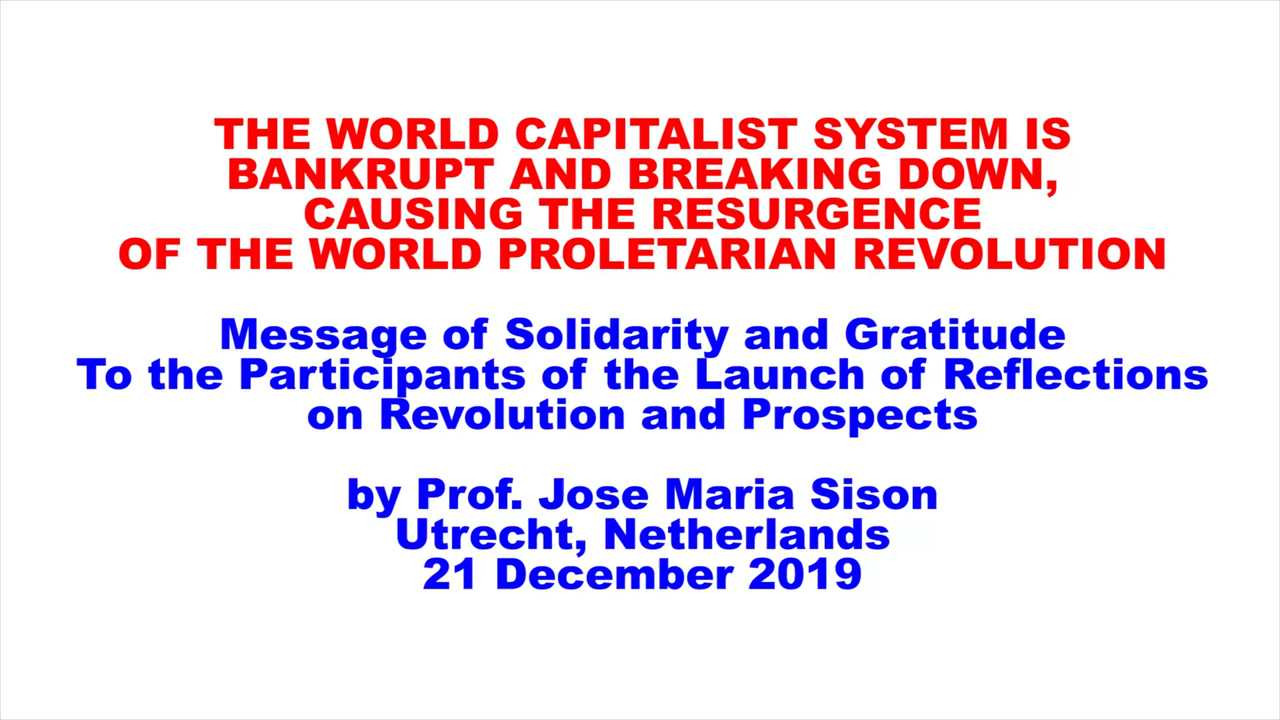 THE WORLD CAPITALIST SYSTEM IS
BANKRUPT AND BREAKING DOWN,
CAUSING THE RESURGENCE
OF THE WORLD PROLETARIAN REVOLUTION
Message of Solidarity and Gratitude
To the Participants of the Launch of Reflections
on Revolution and Prospects
by Prof. Jose Maria Sison
Utrecht, Netherlands
21 December 2019